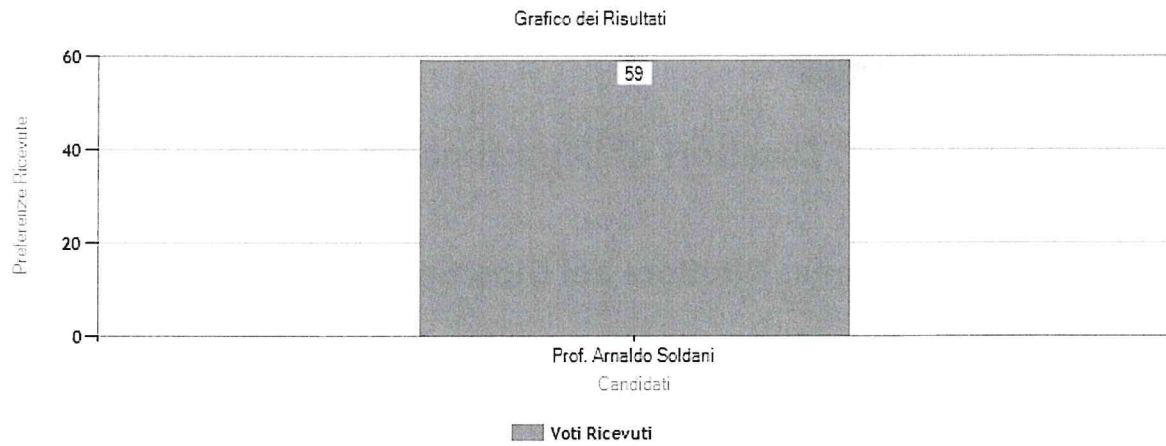 Grafico dei Risultati
60
59
40
20
0
Preferenze Ricevute
Prof. Arnaldo Soldani
Candidati
Voti Ricevuti